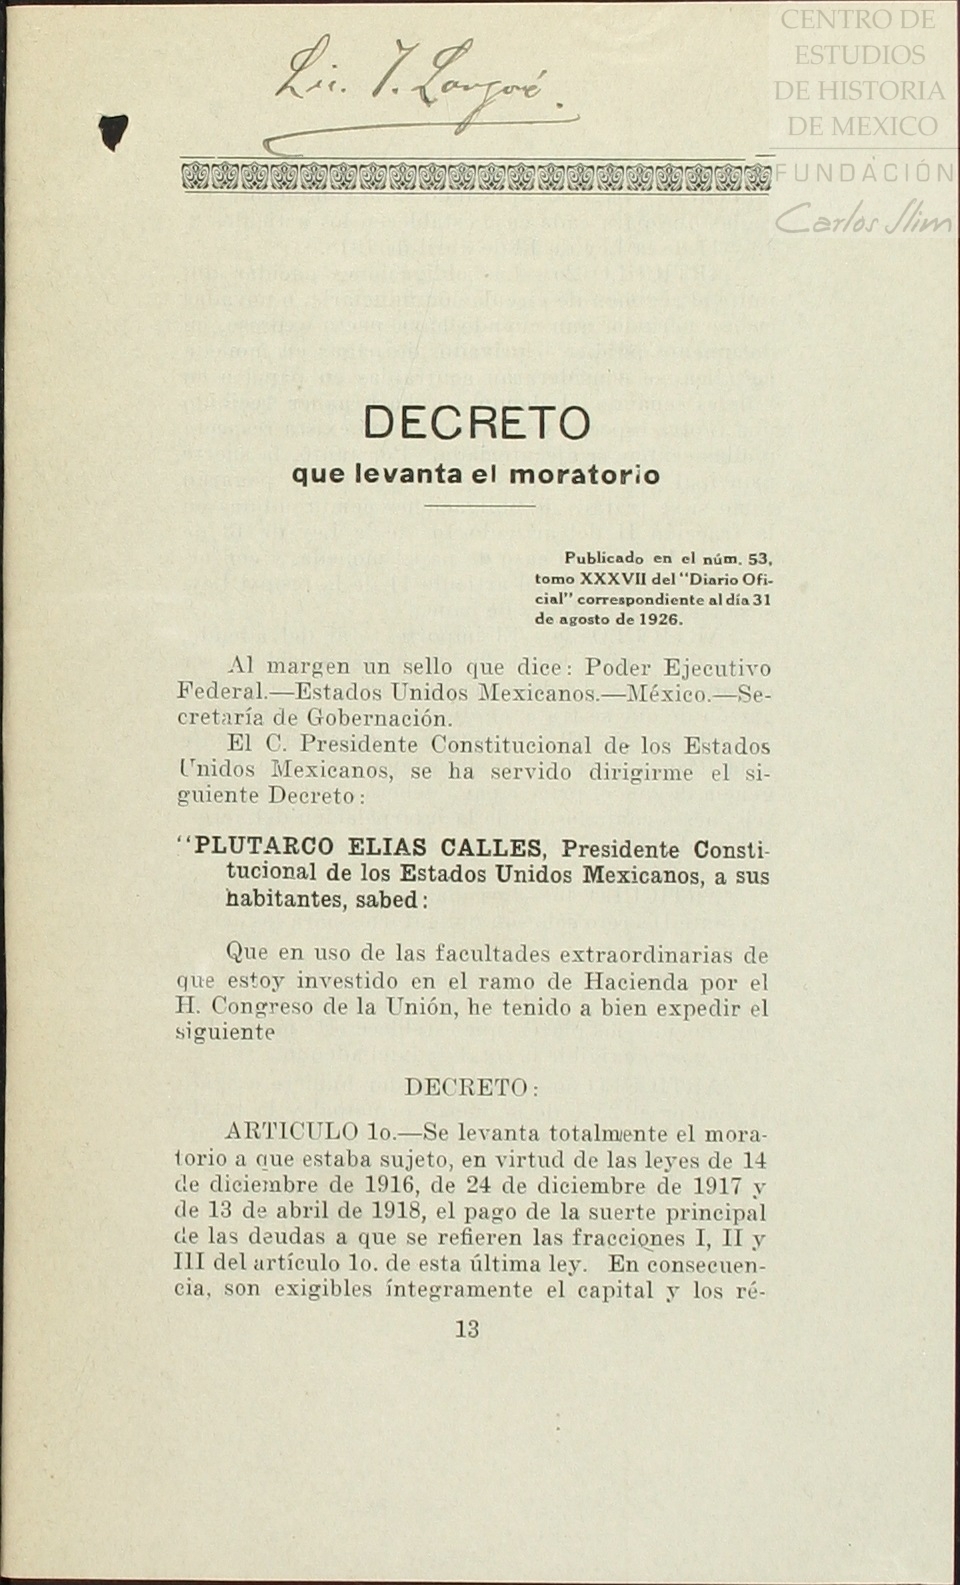 Lic. J.
CENTRO DE
ESTUDIOS
DE HISTORIA
DE MEXICO
FUNDACIÓN
Carlos Slim
DECRETO
que levanta el moratorio
Publicado en el núm. 53,
tomo XXXVII del "Diario Ofi-
cial" correspondiente al día 31
de agosto de 1926.
Al margen un sello que dice: Poder Ejecutivo
Federal.—Estados Unidos Mexicanos.—México.—Se-
cretaría de Gobernación.
El C. Presidente Constitucional de los Estados
Unidos Mexicanos, se ha servido dirigirme el si-
guiente Decreto:
"PLUTARCO ELIAS CALLES, Presidente Consti-
tucional de los Estados Unidos Mexicanos, a sus
habitantes, sabed:
Que en uso de las facultades extraordinarias de
que estoy investido en el ramo de Hacienda por el
H. Congreso de la Unión, he tenido a bien expedir el
siguiente
DECRETO:
ARTICULO 1o.—Se levanta totalmente el mora-
torio a que estaba sujeto, en virtud de las leyes de 14
de diciembre de 1916, de 24 de diciembre de 1917 y
de 13 de abril de 1918, el pago de la suerte principal
de las deudas a que se refieren las fracciones I, II y
III del artículo 1o. de esta última ley. En consecuen-
cia, son exigibles íntegramente el capital y los ré-
13